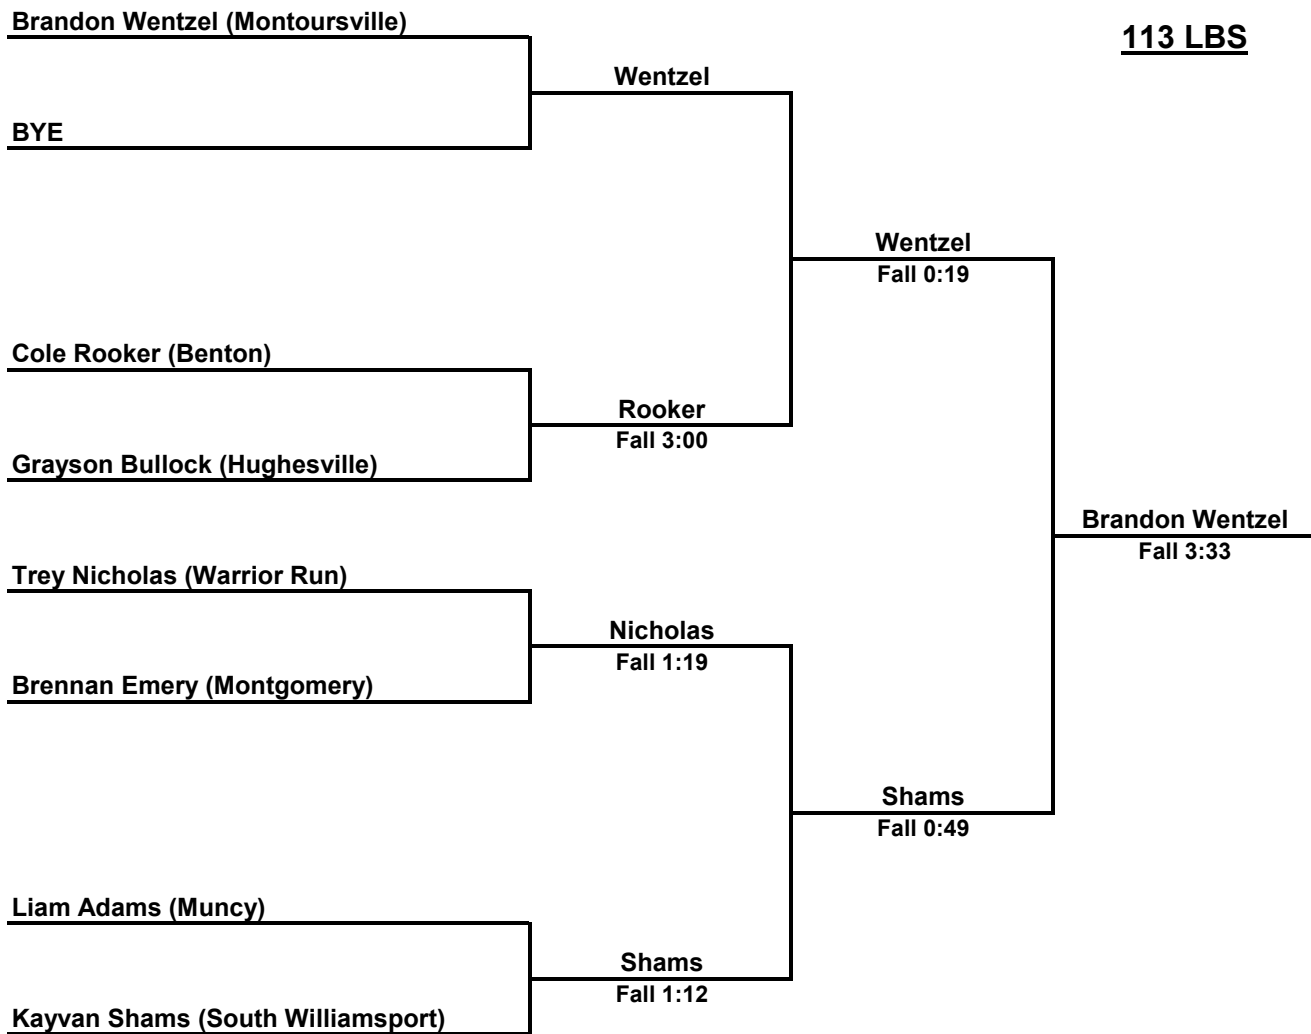 Brandon Wentzel (Montoursville)
113 LBS
Wentzel
BYE
Wentzel
Fall 0:19
Cole Rooker (Benton)
Rooker
Fall 3:00
Grayson Bullock (Hughesville)
Brandon Wentzel
Fall 3:33
Trey Nicholas (Warrior Run)
Nicholas
Fall 1:19
Brennan Emery (Montgomery)
Shams
Fall 0:49
Liam Adams (Muncy)
Shams
Fall 1:12
Kayvan Shams (South Williamsport)